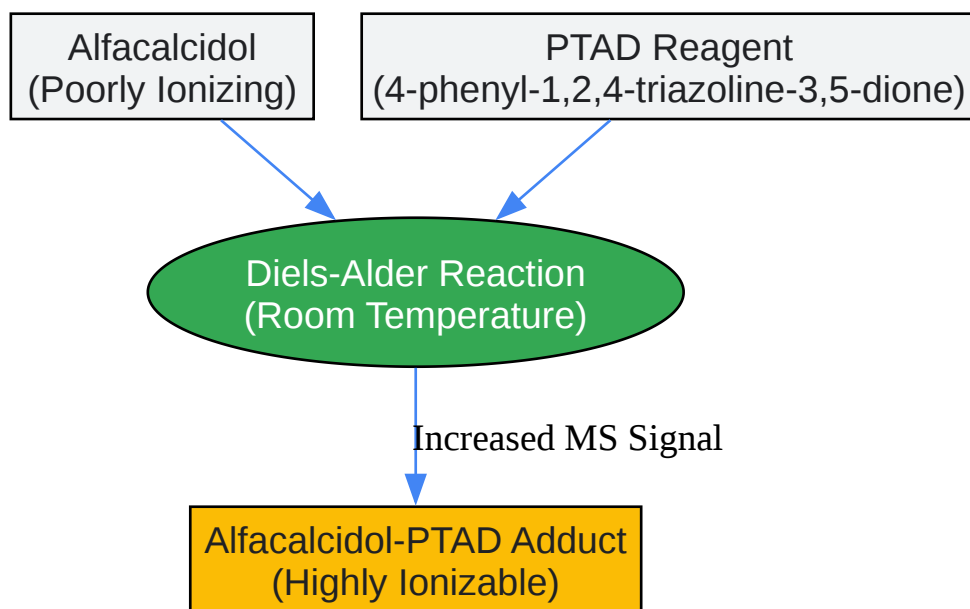 Alfacalcidol
(Poorly Ionizing)
PTAD Reagent
(4-phenyl-1,2,4-triazoline-3,5-dione)
Diels-Alder Reaction
(Room Temperature)
Increased MS Signal
Alfacalcidol-PTAD Adduct
(Highly Ionizable)